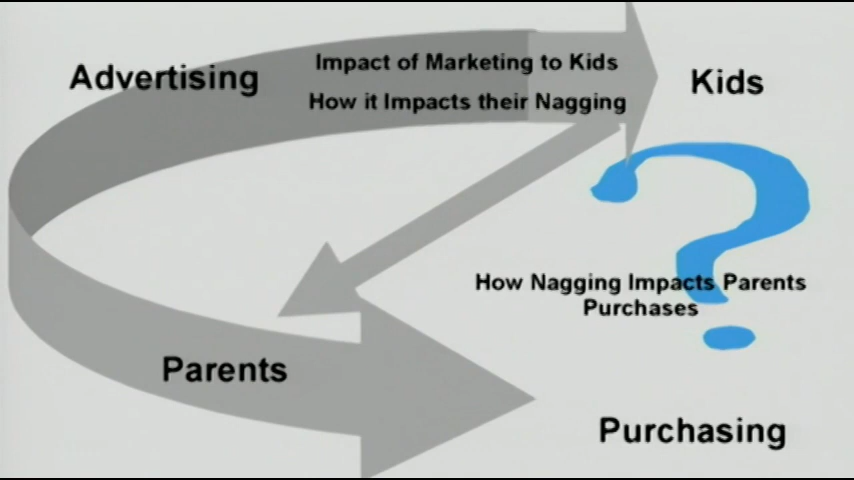 Advertising
Impact of Marketing to Kids
How it Impacts their Nagging
Kids
How Nagging Impacts Parents
Purchases
Parents
Purchasing